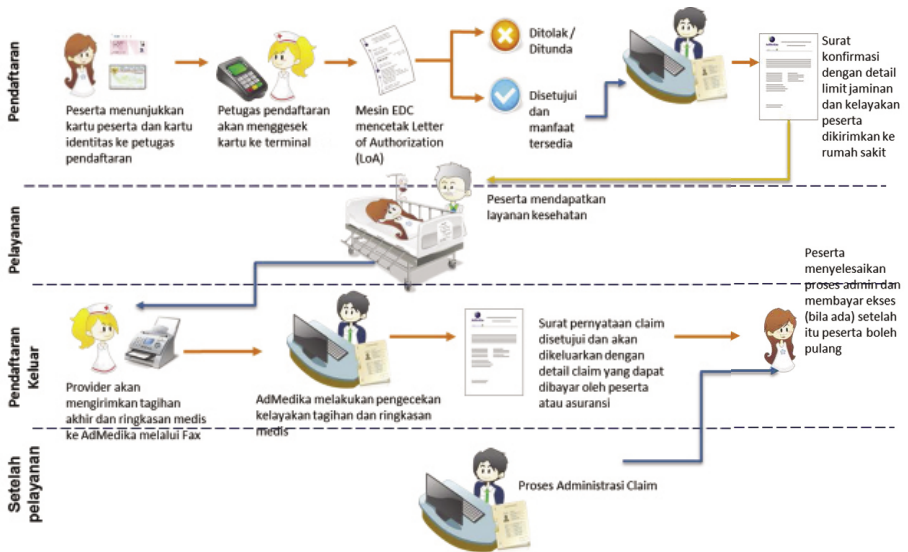 Pendaftaran
Peserta menunjukkan
kartu peserta dan kartu
identitas ke petugas
pendaftaran
Petugas pendaftaran
akan menggesek
kartu ke terminal
Mesin EDC
mencetak Letter
of Authorization
(LoA)
Ditolak /
Ditunda
Disetujui
dan
manfaat
tersedia
Surat
konfirmasi
dengan detail
limit jaminan
dan kelayakan
peserta
dikirimkan ke
rumah sakit
Pelayanan
Peserta mendapatkan
layanan kesehatan
Pendaftaran
Keluar
Provider akan
mengirimkan tagihan
akhir dan ringkasan medis
ke AdMedika melalui Fax
AdMedika melakukan pengecekan
kelayakan tagihan dan ringkasan
medis
Surat pernyataan claim
disetujui dan akan
dikeluarkan dengan
detail claim yang dapat
dibayar oleh peserta
atau asuransi
Peserta
menyelesaikan
proses admin dan
membayar ekses
(bila ada) setelah
itu peserta boleh
pulang
Setelah
pelayanan
Proses Administrasi Claim